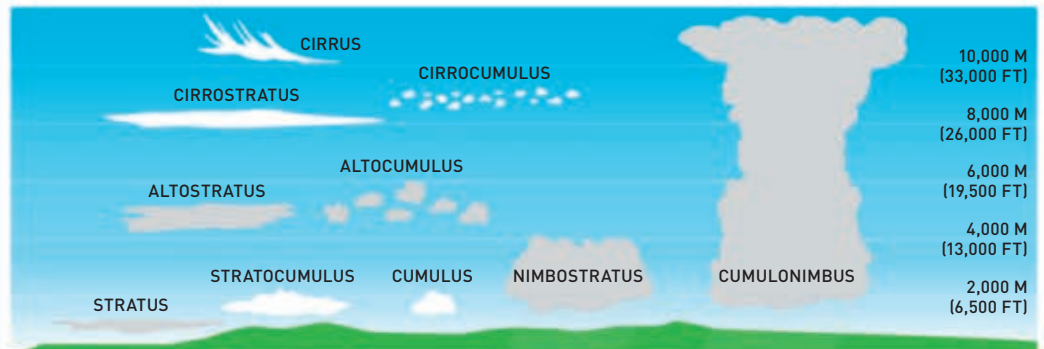 CIRRUS
CIRROCUMULUS
CIRROSTRATUS
ALTOCUMULUS
ALTOSTRATUS
STRATOCUMULUS
CUMULUS
NIMBOSTRATUS
CUMULONIMBUS
STRATUS
10,000 M
(33,000 FT)
8,000 M
(26,000 FT)
6,000 M
(19,500 FT)
4,000 M
(13,000 FT)
2,000 M
(6,500 FT)